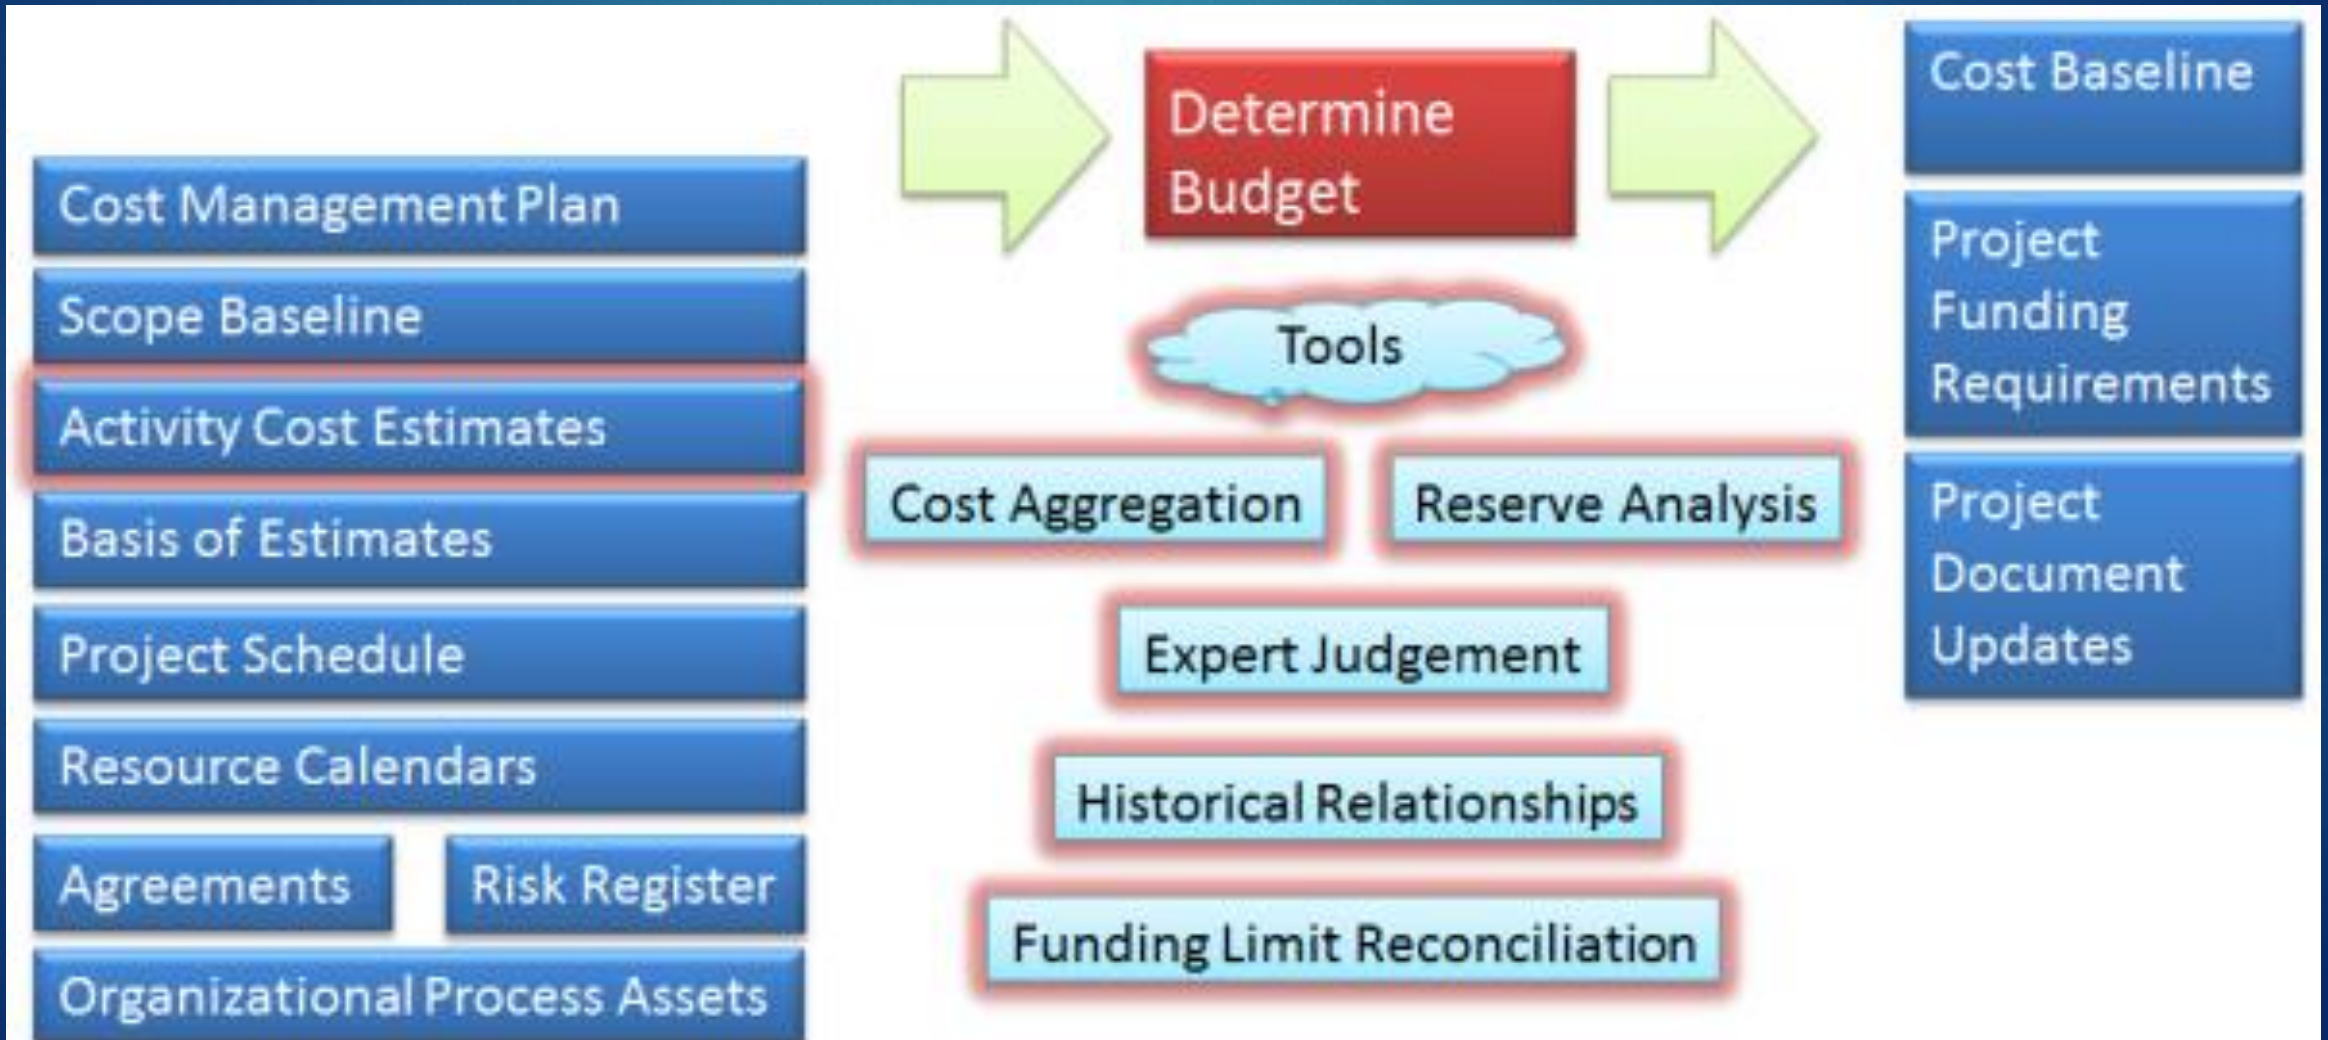 Cost Management Plan
Scope Baseline
Activity Cost Estimates
Basis of Estimates
Project Schedule
Resource Calendars
Agreements
Risk Register
Organizational Process Assets
Determine
Budget
Tools
Cost Aggregation
Reserve Analysis
Expert Judgement
Historical Relationships
Funding Limit Reconciliation
Cost Baseline
Project
Funding
Requirements
Project
Document
Updates